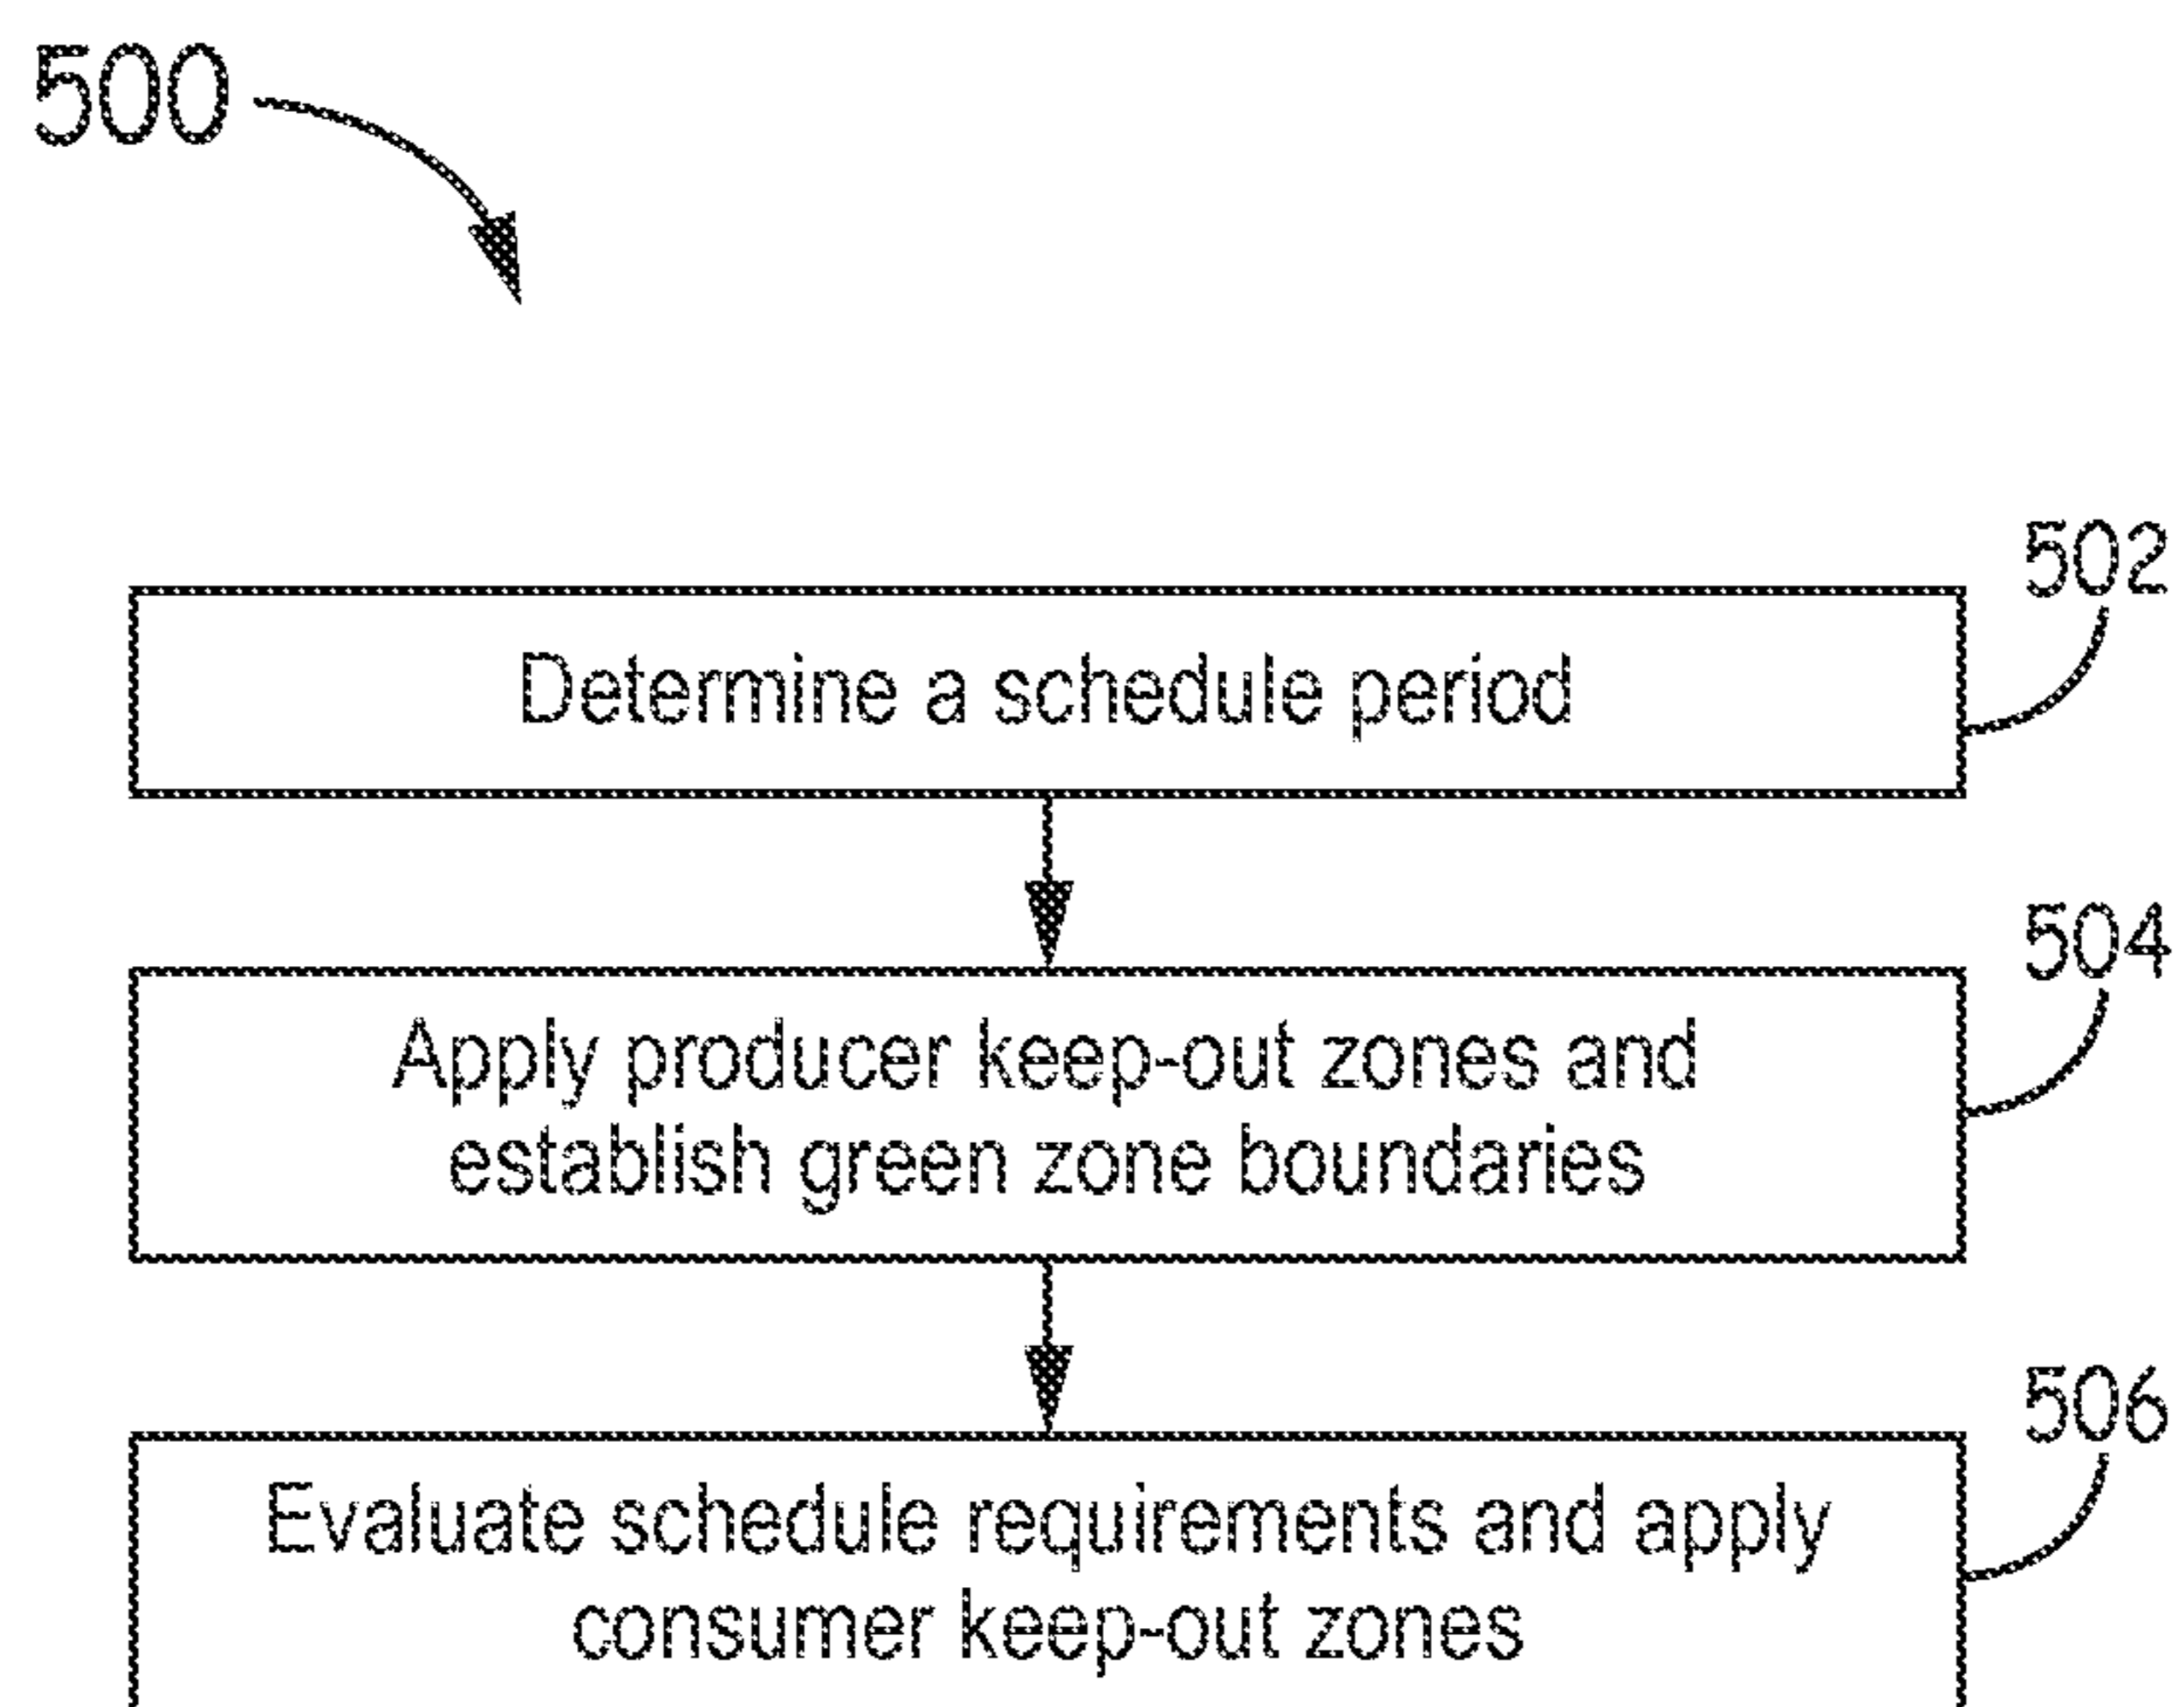 500
502
Determine a schedule period
504
Apply producer keep-out zones and
establish green zone boundaries
506
Evaluate schedule requirements and apply
consumer keep-out zones